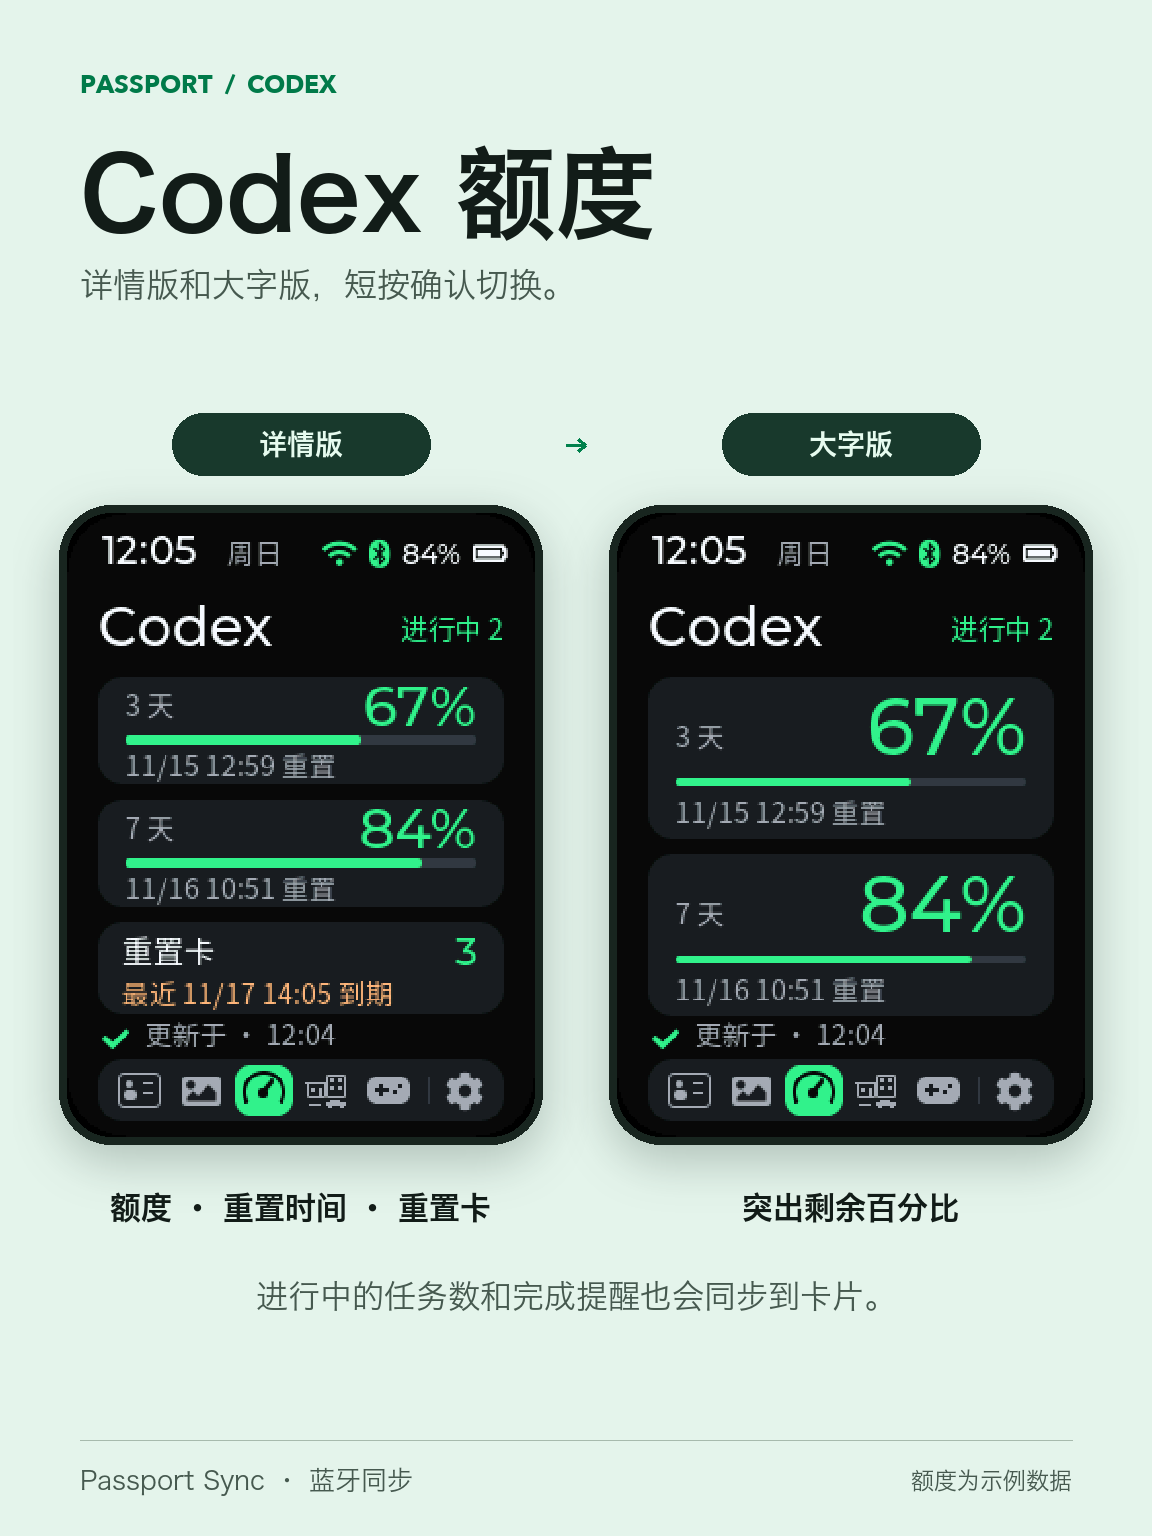 PASSPORT / CODEX
Codex 额度
详情版和大字版，短按确认切换。
详情版 → 大字版
12:05 周日 84%
Codex 进行中 2
3 天 67%
11/15 12:59 重置
7 天 84%
11/16 10:51 重置
重置卡 3
最近 11/17 14:05 到期
更新于 · 12:04
12:05 周日 84%
Codex 进行中 2
3 天 67%
11/15 12:59 重置
7 天 84%
11/16 10:51 重置
更新于 · 12:04
额度 · 重置时间 · 重置卡
突出剩余百分比
进行中的任务数和完成提醒也会同步到卡片。
Passport Sync · 蓝牙同步
额度为示例数据